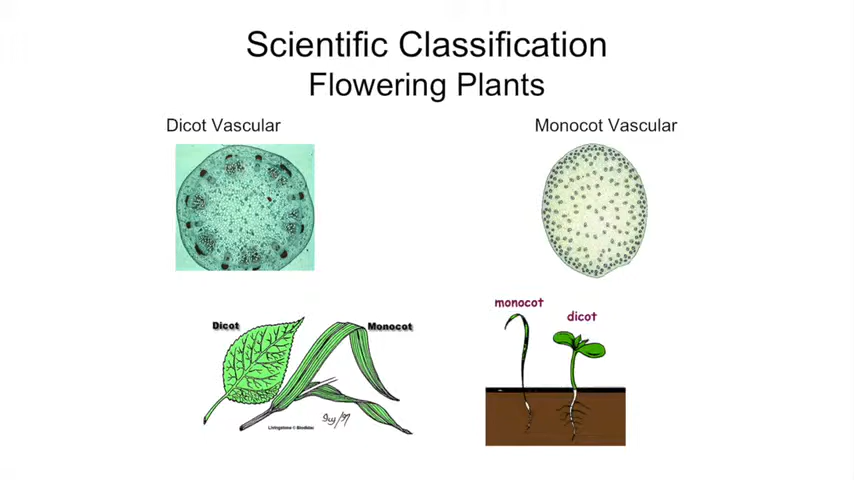 Scientific Classification
Flowering Plants
Dicot Vascular
Monocot Vascular
Dicot
Monocot
Livingstone © Biodidac
monocot
dicot